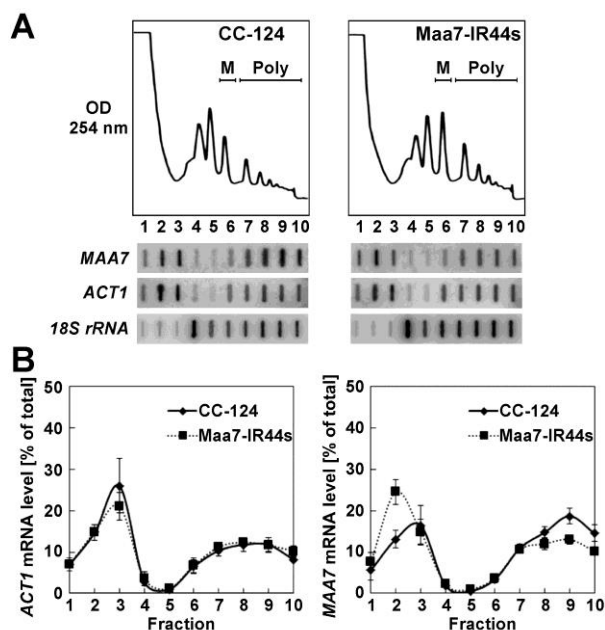 A
CC-124
Maa7-IR44s
M Poly
M Poly
OD
254 nm
1 2 3 4 5 6 7 8 9 10
1 2 3 4 5 6 7 8 9 10
MAA7
ACT1
18S rRNA
B
ACT1 mRNA level [% of total]
50
40
30
20
10
0
CC-124
Maa7-IR44s
1 2 3 4 5 6 7 8 9 10
Fraction
MAA7 mRNA level [% of total]
50
40
30
20
10
0
CC-124
Maa7-IR44s
1 2 3 4 5 6 7 8 9 10
Fraction